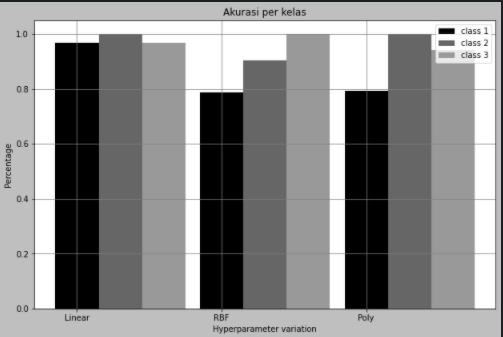 Akurasi per kelas
class 1
class 2
class 3
Percentage
1.0
0.8
0.6
0.4
0.2
0.0
Linear RBF Poly
Hyperparameter variation